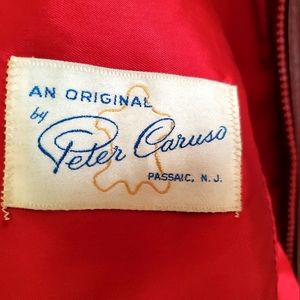 AN ORIGINAL
by
Peter Caruso
PASSAIC, N. J.